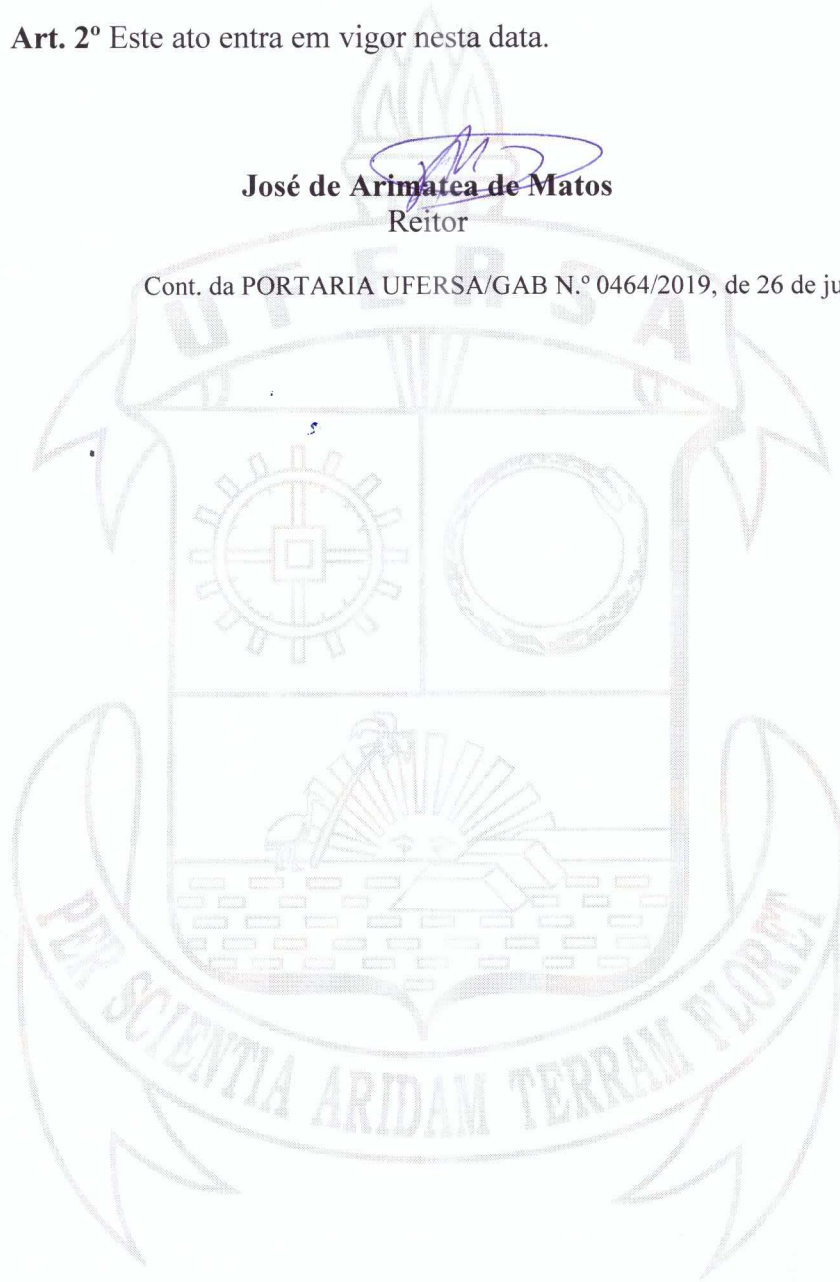 Art. 2º Este ato entra em vigor nesta data.
José de Arimatea de Matos
Reitor
UFERSA
Cont. da PORTARIA UFERSA/GAB N.º 0464/2019, de 26 de ju
PER SCIENTIA ARIDAM TERRAM FLORET